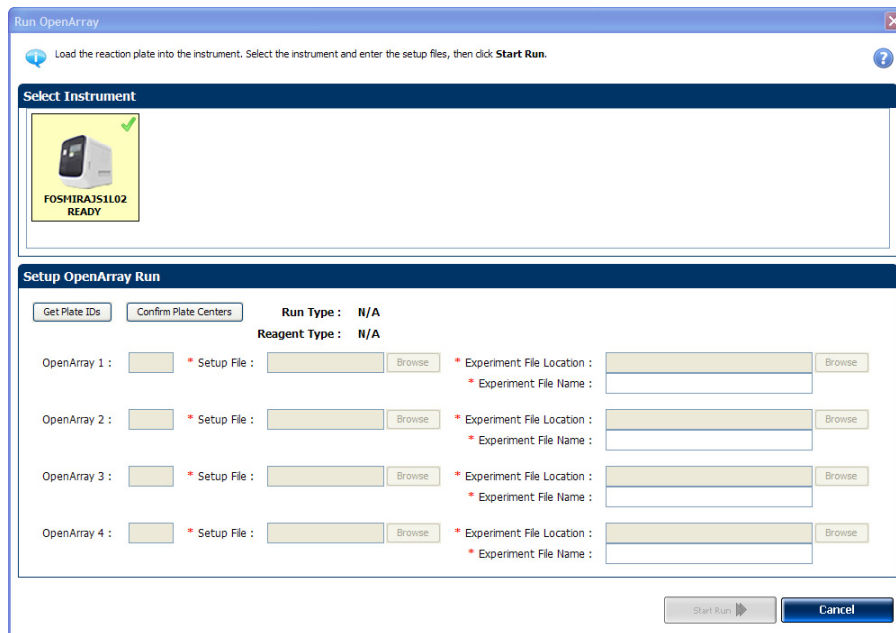 Run OpenArray
Load the reaction plate into the instrument. Select the instrument and enter the setup files, then click Start Run.
Select Instrument
FOSMIRAJS1L02
READY
Setup OpenArray Run
Get Plate IDs Confirm Plate Centers Run Type : N/A
Reagent Type : N/A
OpenArray 1 : * Setup File : Browse * Experiment File Location : Browse
* Experiment File Name :
OpenArray 2 : * Setup File : Browse * Experiment File Location : Browse
* Experiment File Name :
OpenArray 3 : * Setup File : Browse * Experiment File Location : Browse
* Experiment File Name :
OpenArray 4 : * Setup File : Browse * Experiment File Location : Browse
* Experiment File Name :
Start Run Cancel